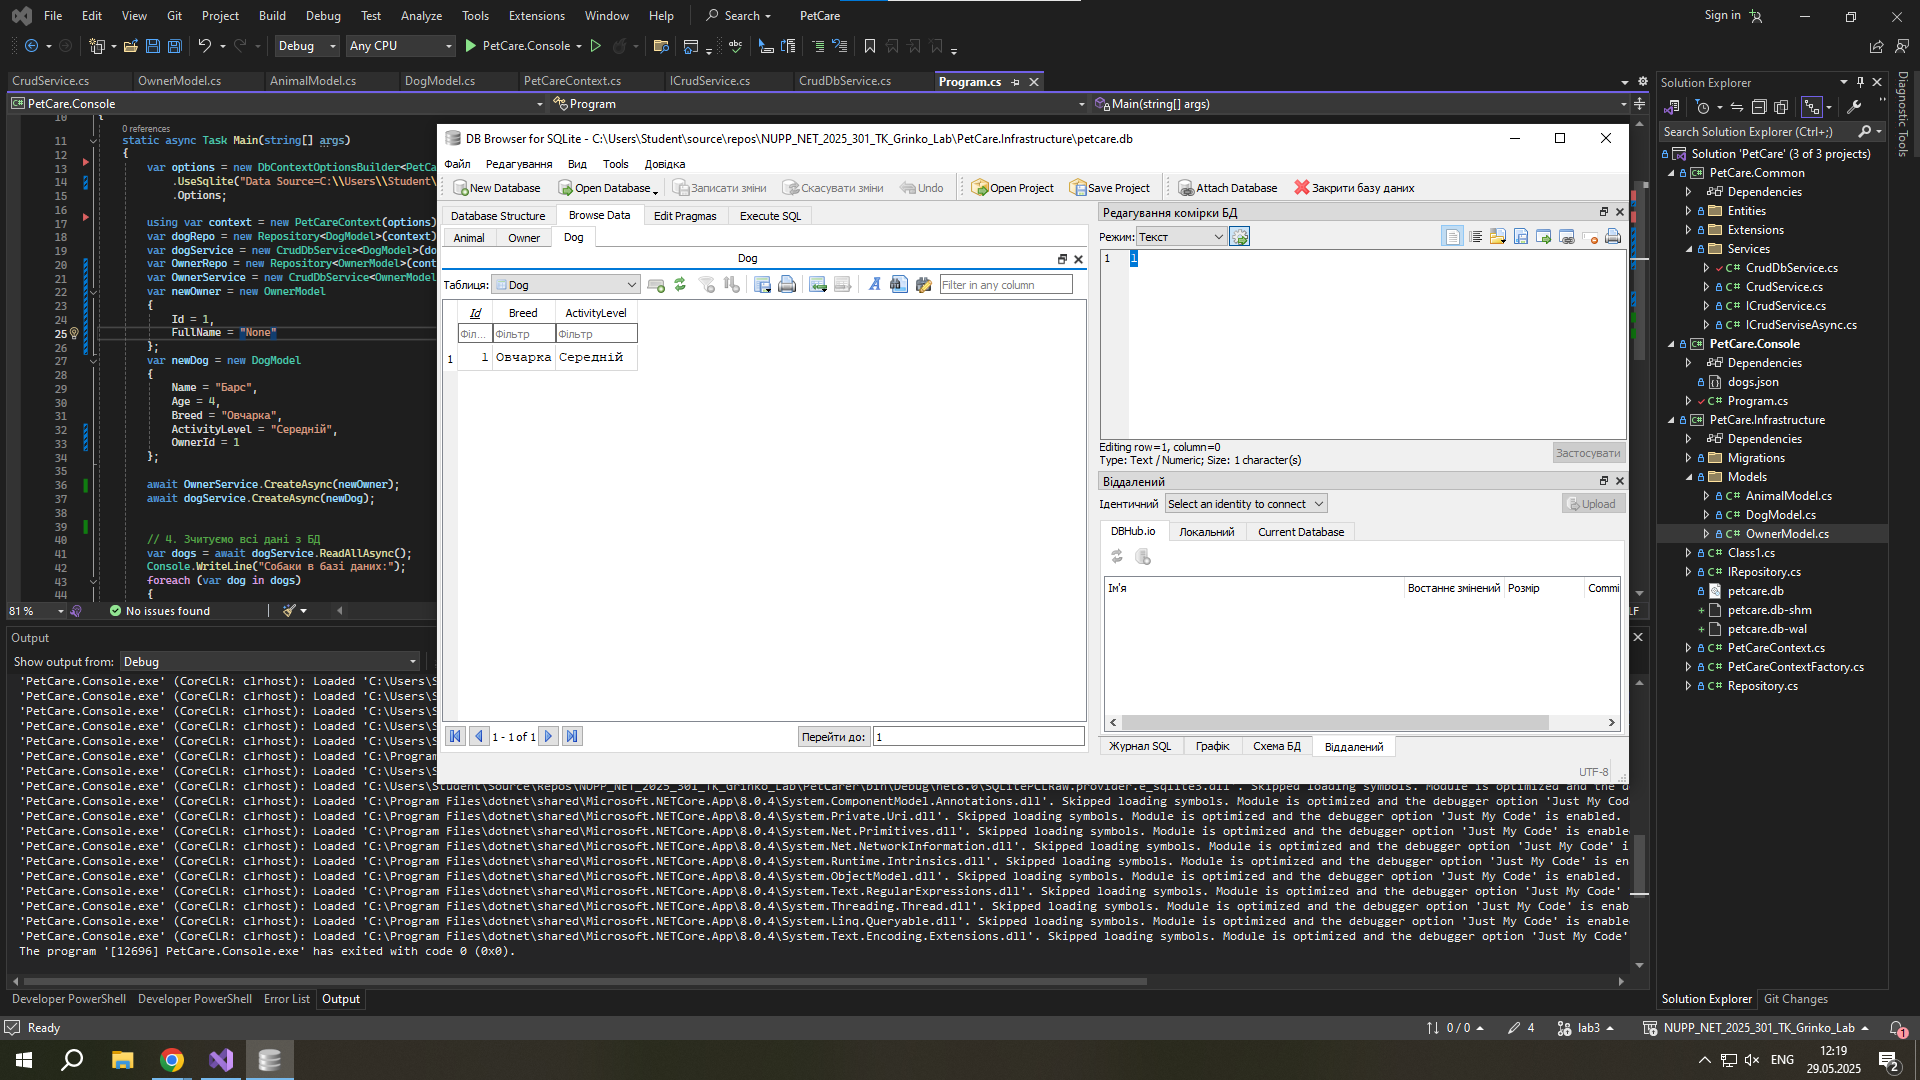 File Edit View Git Project Build Debug Test Analyze Tools Extensions Window Help Search PetCare Sign in
Debug Any CPU PetCare.Console
CrudService.cs OwnerModel.cs AnimalModel.cs DogModel.cs PetCareContext.cs ICrudService.cs CrudDbService.cs Program.cs
PetCare.Console Program Main(string[] args)
10 {
0 references
11 static async Task Main(string[] args)
12 {
13 var options = new DbContextOptionsBuilder<PetCa
14 .UseSqlite("Data Source=C:\\Users\\Student\
15 .Options;
16
17 using var context = new PetCareContext(options)
18 var dogRepo = new Repository<DogModel>(context)
19 var dogService = new CrudDbService<DogModel>(do
20 var OwnerRepo = new Repository<OwnerModel>(cont
21 var OwnerService = new CrudDbService<OwnerModel
22 var newOwner = new OwnerModel
23 {
24 Id = 1,
25 FullName = "None"
26 };
27 var newDog = new DogModel
28 {
29 Name = "Барс",
30 Age = 4,
31 Breed = "Овчарка",
32 ActivityLevel = "Середній",
33 OwnerId = 1
34 };
35
36 await OwnerService.CreateAsync(newOwner);
37 await dogService.CreateAsync(newDog);
38
39
40 // 4. Зчитуємо всі дані з БД
41 var dogs = await dogService.ReadAllAsync();
42 Console.WriteLine("Собаки в базі даних:");
43 foreach (var dog in dogs)
44 {
81 % No issues found LF
DB Browser for SQLite - C:\Users\Student\source\repos\NUPP_NET_2025_301_TK_Grinko_Lab\PetCare.Infrastructure\petcare.db
Файл Редагування Вид Tools Довідка
New Database Open Database Записати зміни Скасувати зміни Undo Open Project Save Project Attach Database Закрити базу даних
Database Structure Browse Data Edit Pragmas Execute SQL
Animal Owner Dog
Dog
Таблиця: Dog Filter in any column
Id Breed ActivityLevel
Філ... Фільтр Фільтр
1 1 Овчарка Середній
1 - 1 of 1 Перейти до: 1
Редагування комірки БД
Режим: Текст
1 1
Editing row=1, column=0
Type: Text / Numeric; Size: 1 character(s)
Застосувати
Віддалений
Ідентичний Select an identity to connect Upload
DBHub.io Локальний Current Database
Ім'я Востаннє змінений Розмір Commi
Журнал SQL Графік Схема БД Віддалений
UTF-8
Output
Show output from: Debug
'PetCare.Console.exe' (CoreCLR: clrhost): Loaded 'C:\Users\S
'PetCare.Console.exe' (CoreCLR: clrhost): Loaded 'C:\Users\S
'PetCare.Console.exe' (CoreCLR: clrhost): Loaded 'C:\Users\S
'PetCare.Console.exe' (CoreCLR: clrhost): Loaded 'C:\Users\S
'PetCare.Console.exe' (CoreCLR: clrhost): Loaded 'C:\Users\S
'PetCare.Console.exe' (CoreCLR: clrhost): Loaded 'C:\Program
'PetCare.Console.exe' (CoreCLR: clrhost): Loaded 'C:\Users\S
'PetCare.Console.exe' (CoreCLR: clrhost): Loaded 'C:\Users\Student\Source\Repos\NUPP_NET_2025_301_TK_Grinko_Lab\PetCarer\bin\Debug\net8.0\SQLitePCLRaw.provider.e_sqlite3.dll'. Skipped loading symbols. Module is optimized and the d
'PetCare.Console.exe' (CoreCLR: clrhost): Loaded 'C:\Program Files\dotnet\shared\Microsoft.NETCore.App\8.0.4\System.ComponentModel.Annotations.dll'. Skipped loading symbols. Module is optimized and the debugger option 'Just My Cod
'PetCare.Console.exe' (CoreCLR: clrhost): Loaded 'C:\Program Files\dotnet\shared\Microsoft.NETCore.App\8.0.4\System.Private.Uri.dll'. Skipped loading symbols. Module is optimized and the debugger option 'Just My Code' is enabled.
'PetCare.Console.exe' (CoreCLR: clrhost): Loaded 'C:\Program Files\dotnet\shared\Microsoft.NETCore.App\8.0.4\System.Net.Primitives.dll'. Skipped loading symbols. Module is optimized and the debugger option 'Just My Code' is enable
'PetCare.Console.exe' (CoreCLR: clrhost): Loaded 'C:\Program Files\dotnet\shared\Microsoft.NETCore.App\8.0.4\System.Net.NetworkInformation.dll'. Skipped loading symbols. Module is optimized and the debugger option 'Just My Code' i
'PetCare.Console.exe' (CoreCLR: clrhost): Loaded 'C:\Program Files\dotnet\shared\Microsoft.NETCore.App\8.0.4\System.Runtime.Intrinsics.dll'. Skipped loading symbols. Module is optimized and the debugger option 'Just My Code' is en
'PetCare.Console.exe' (CoreCLR: clrhost): Loaded 'C:\Program Files\dotnet\shared\Microsoft.NETCore.App\8.0.4\System.ObjectModel.dll'. Skipped loading symbols. Module is optimized and the debugger option 'Just My Code' is enabled.
'PetCare.Console.exe' (CoreCLR: clrhost): Loaded 'C:\Program Files\dotnet\shared\Microsoft.NETCore.App\8.0.4\System.Text.RegularExpressions.dll'. Skipped loading symbols. Module is optimized and the debugger option 'Just My Code'
'PetCare.Console.exe' (CoreCLR: clrhost): Loaded 'C:\Program Files\dotnet\shared\Microsoft.NETCore.App\8.0.4\System.Threading.Thread.dll'. Skipped loading symbols. Module is optimized and the debugger option 'Just My Code' is enab
'PetCare.Console.exe' (CoreCLR: clrhost): Loaded 'C:\Program Files\dotnet\shared\Microsoft.NETCore.App\8.0.4\System.Linq.Queryable.dll'. Skipped loading symbols. Module is optimized and the debugger option 'Just My Code' is enable
'PetCare.Console.exe' (CoreCLR: clrhost): Loaded 'C:\Program Files\dotnet\shared\Microsoft.NETCore.App\8.0.4\System.Text.Encoding.Extensions.dll'. Skipped loading symbols. Module is optimized and the debugger option 'Just My Code'
The program '[12696] PetCare.Console.exe' has exited with code 0 (0x0).
Developer PowerShell Developer PowerShell Error List Output
Solution Explorer
Search Solution Explorer (Ctrl+;)
Solution 'PetCare' (3 of 3 projects)
PetCare.Common
Dependencies
Entities
Extensions
Services
CrudDbService.cs
CrudService.cs
ICrudService.cs
ICrudServiseAsync.cs
PetCare.Console
Dependencies
dogs.json
Program.cs
PetCare.Infrastructure
Dependencies
Migrations
Models
AnimalModel.cs
DogModel.cs
OwnerModel.cs
Class1.cs
IRepository.cs
petcare.db
petcare.db-shm
petcare.db-wal
PetCareContext.cs
PetCareContextFactory.cs
Repository.cs
Solution Explorer Git Changes
Diagnostic Tools
Ready 0 / 0 4 lab3 NUPP_NET_2025_301_TK_Grinko_Lab 1
ENG 12:19 29.05.2025 2